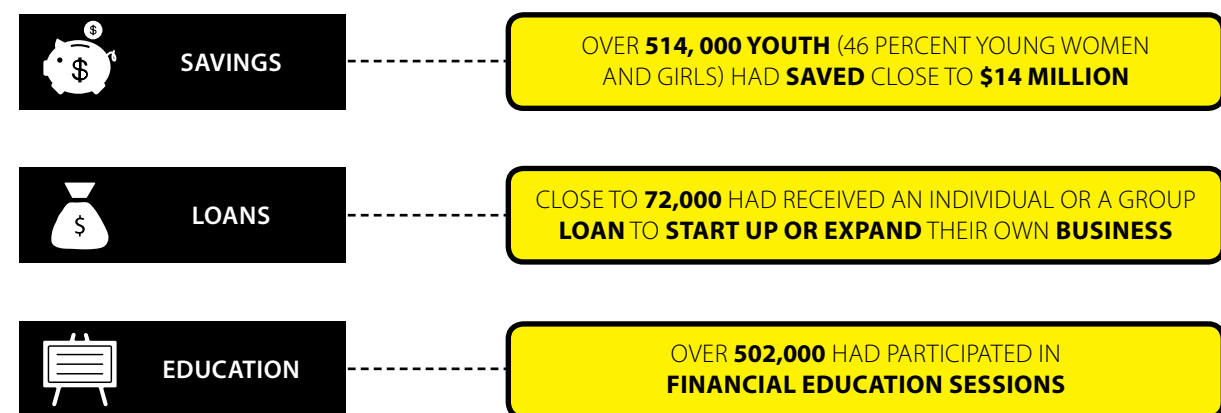 SAVINGS
OVER 514, 000 YOUTH (46 PERCENT YOUNG WOMEN
AND GIRLS) HAD SAVED CLOSE TO $14 MILLION
LOANS
CLOSE TO 72,000 HAD RECEIVED AN INDIVIDUAL OR A GROUP
LOAN TO START UP OR EXPAND THEIR OWN BUSINESS
EDUCATION
OVER 502,000 HAD PARTICIPATED IN
FINANCIAL EDUCATION SESSIONS